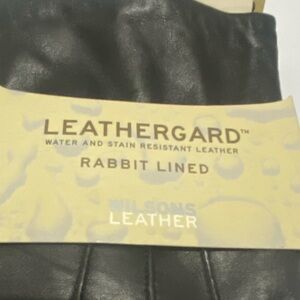 LEATHERGARD™
WATER AND STAIN RESISTANT LEATHER
RABBIT LINED
WILSONS
LEATHER